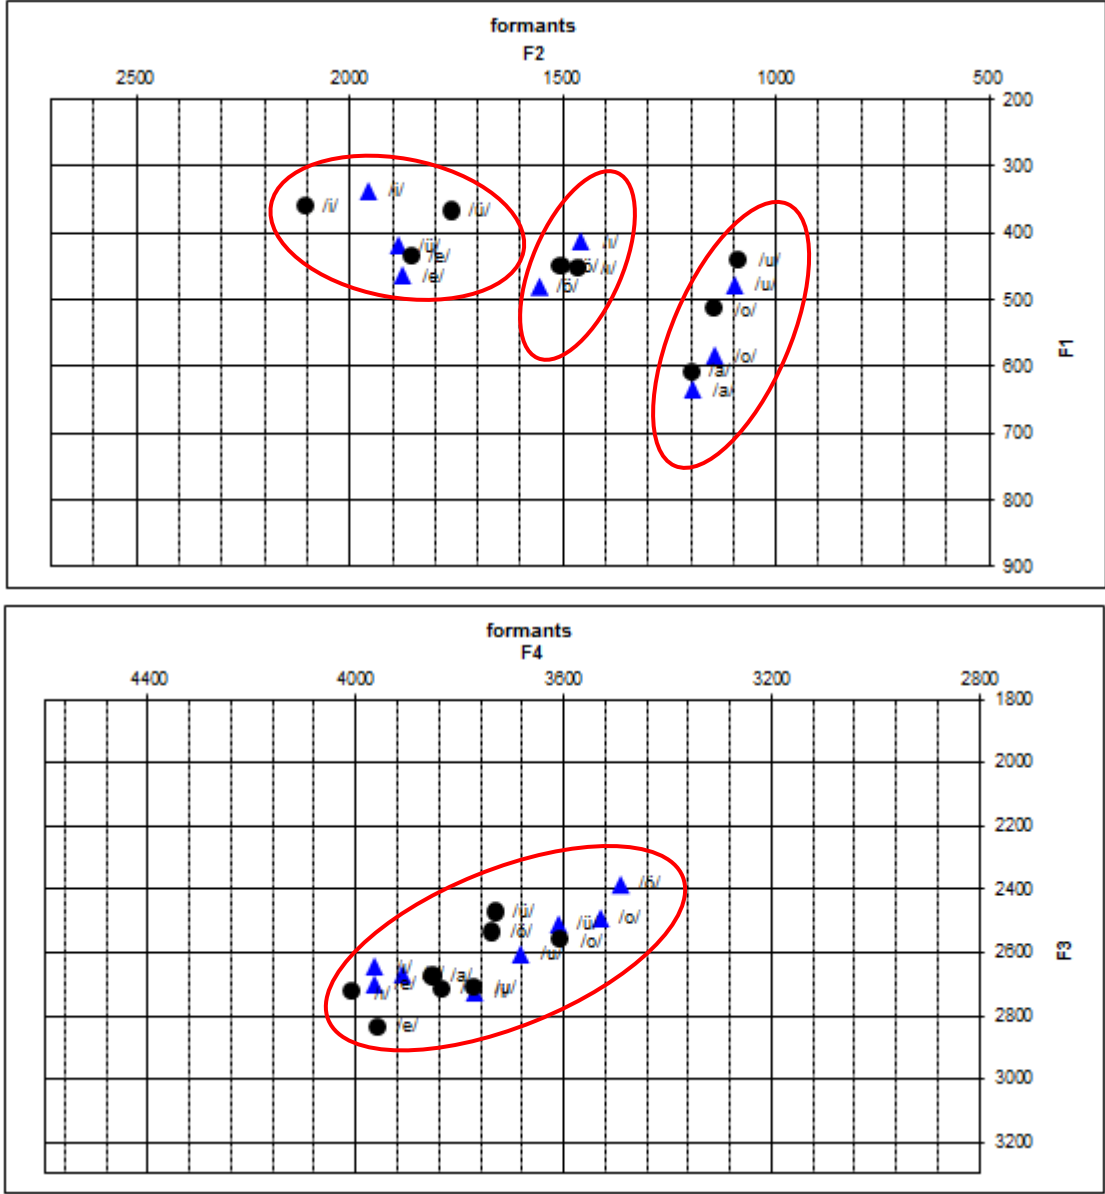 formants
F2
2500 2000 1500 1000 500
200
300
/i/ /i/ /ü/
400
/ü/ /e/ /ı/ /u/
/e/ /ö/ /u/
500
/o/
F1
/o/
600
/a/
/a/
700
800
900
formants
F4
4400 4000 3600 3200 2800
1800
2000
2200
2400
/ö/
/ü/ /ü/ /o/
/ö/ /o/
2600
/u/
F3
/a/
/u/
2800
/e/
3000
3200